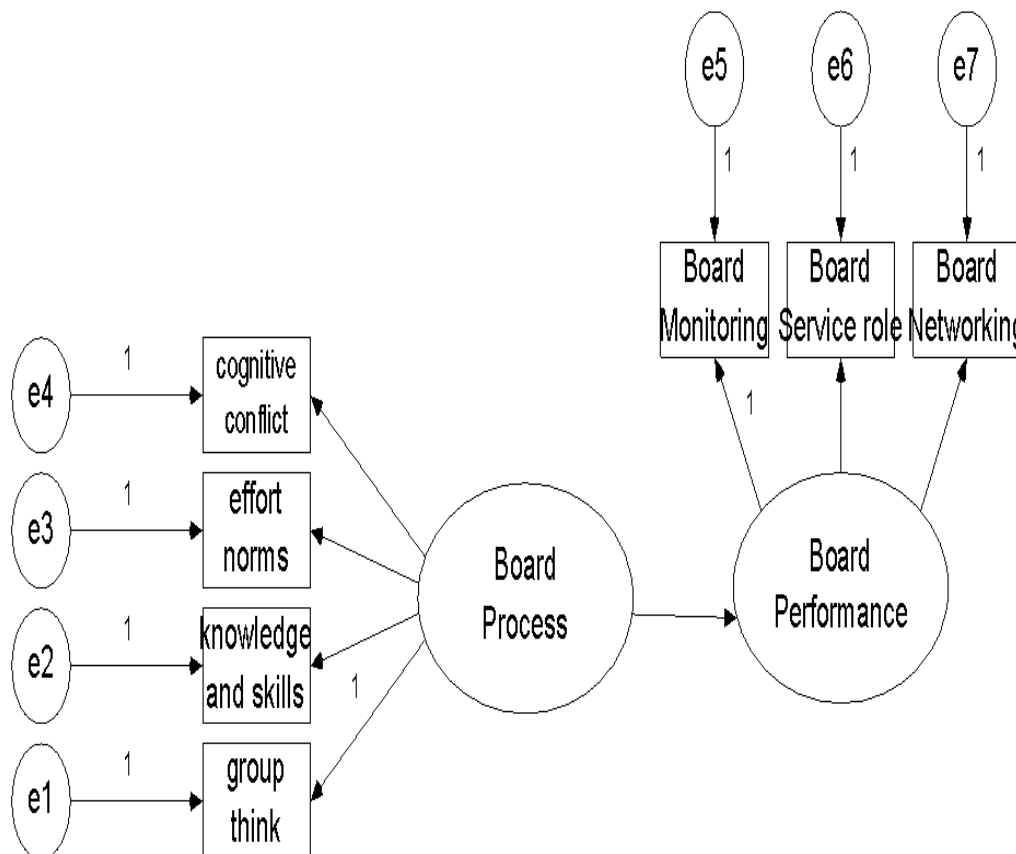 e5
e6
e7
1
1
1
Board
Monitoring
Board
Service role
Board
Networking
1
e4
1
cognitive
conflict
e3
1
effort
norms
e2
1
knowledge
and skills
1
e1
1
group
think
Board
Process
Board
Performance